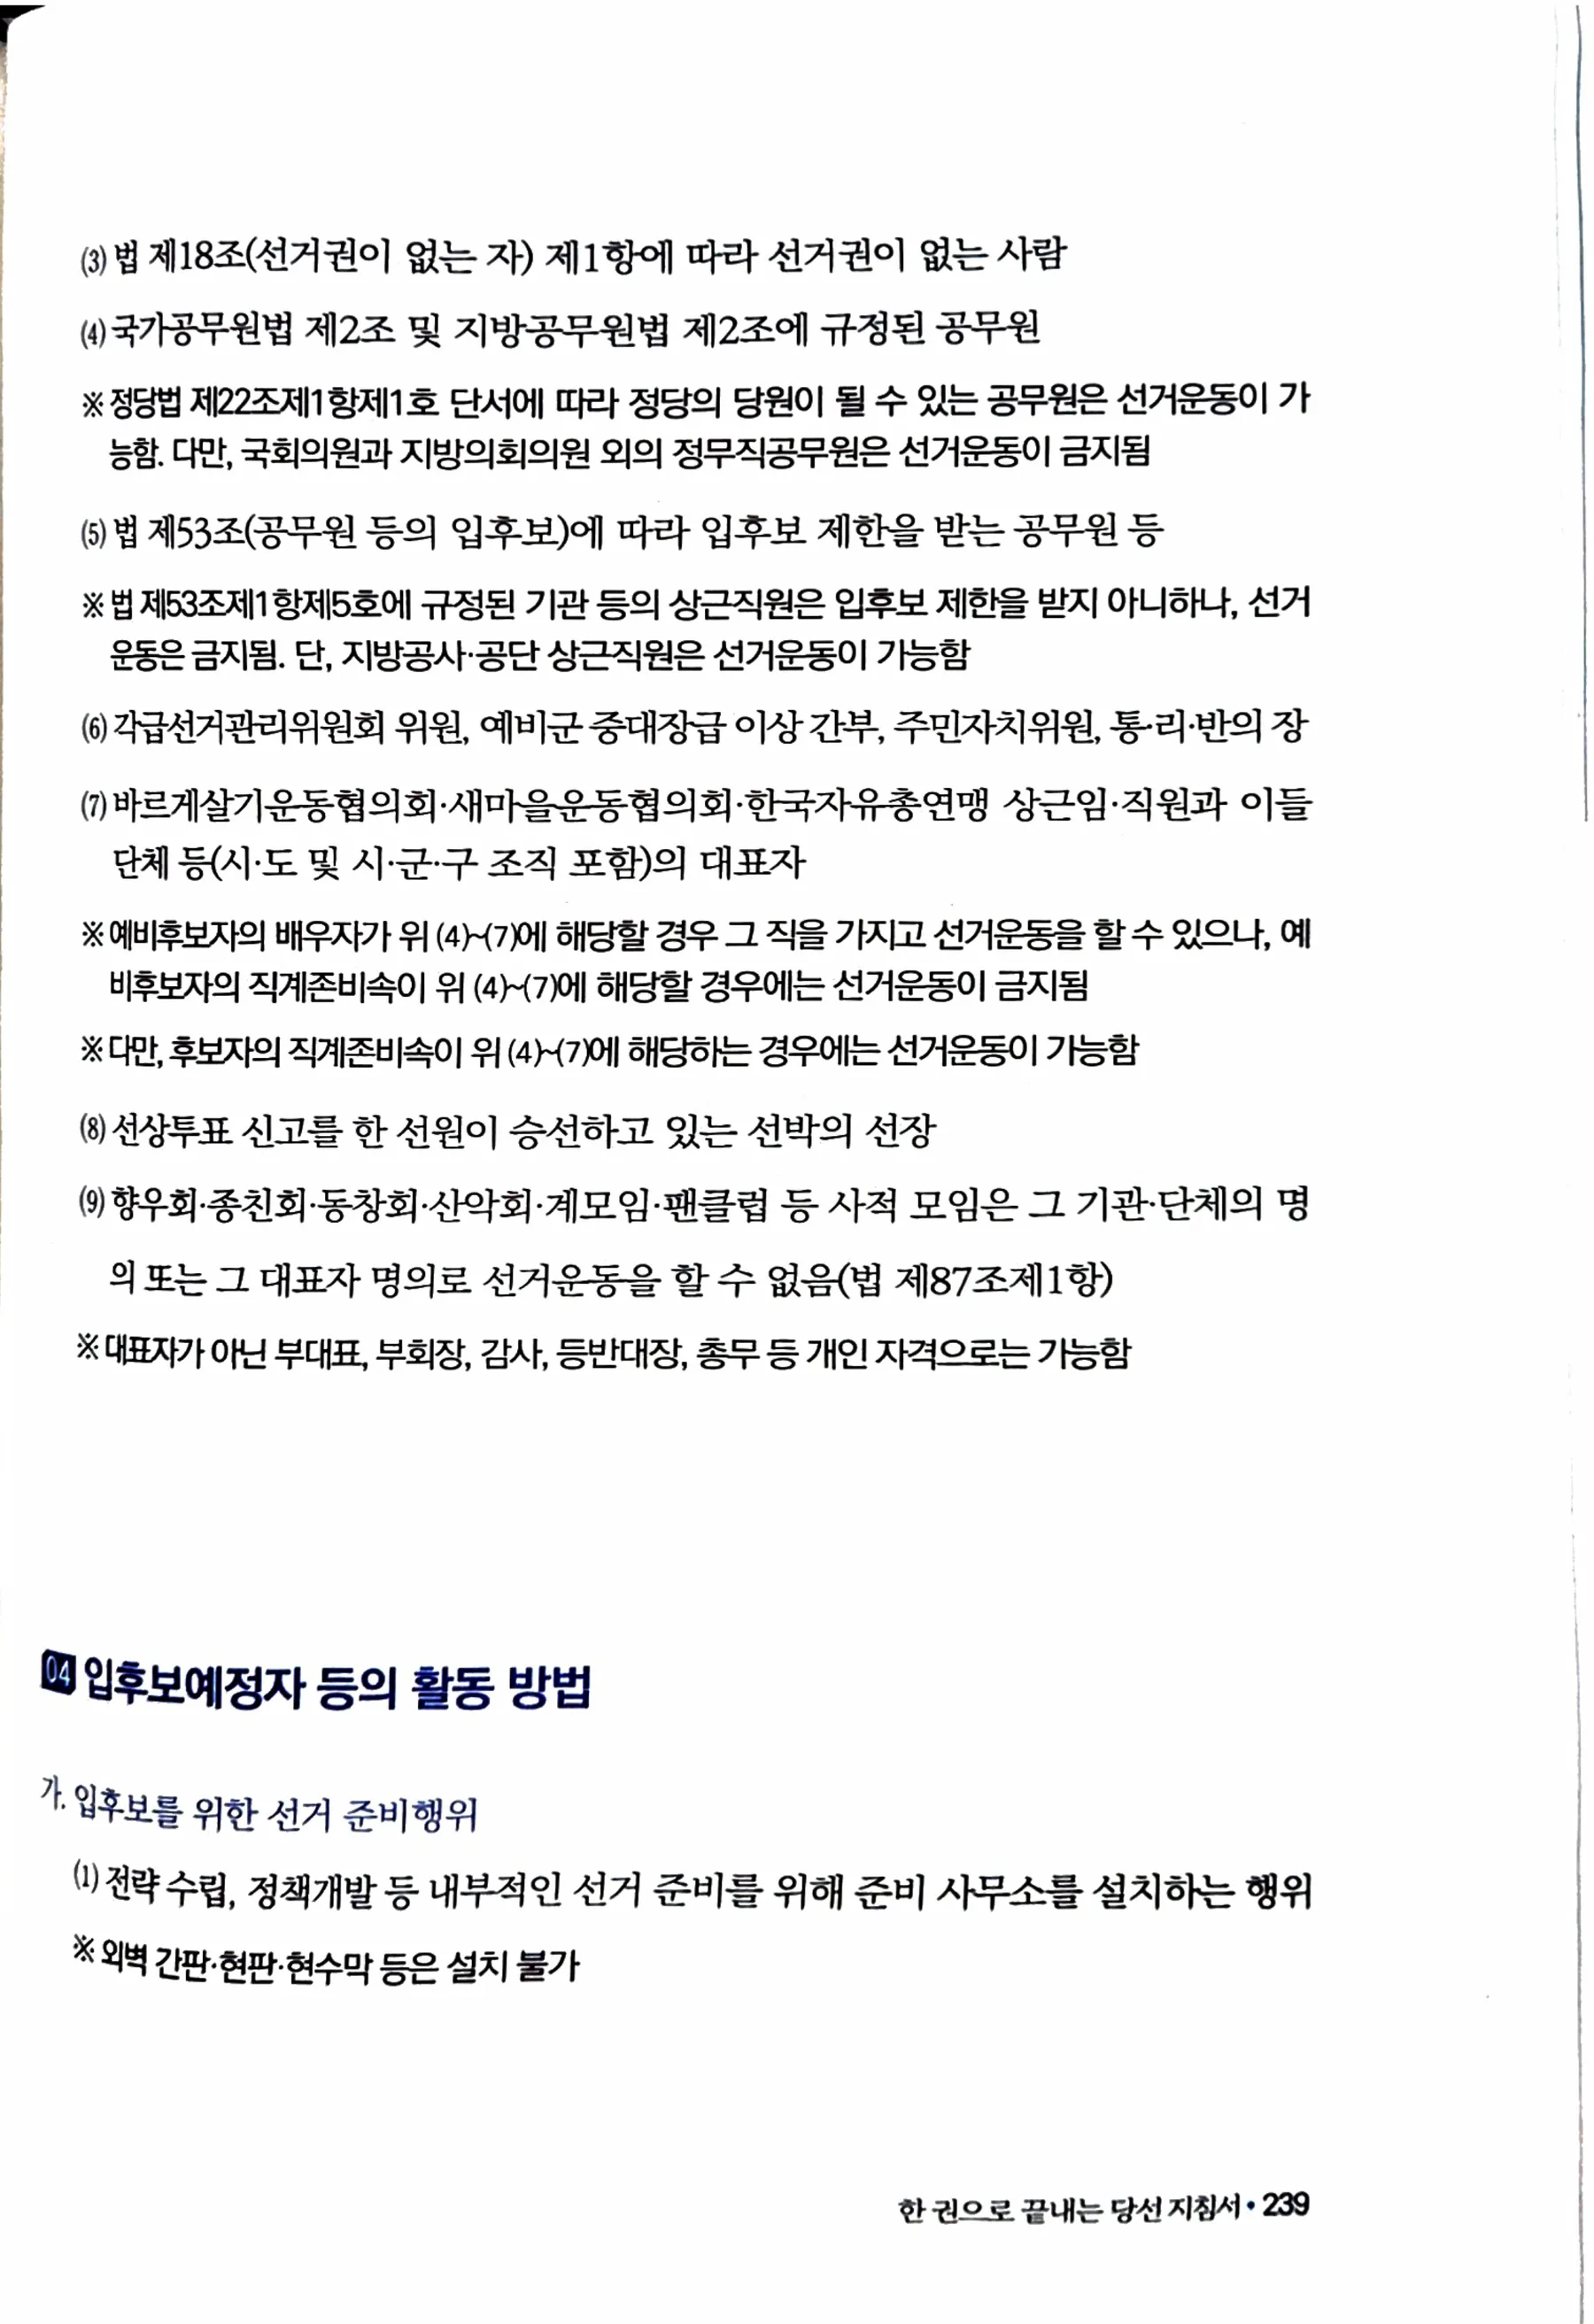 (3) 법 제18조(선거권이 없는 자) 제1항에 따라 선거권이 없는 사람
(4) 국가공무원법 제2조 및 지방공무원법 제2조에 규정된 공무원
※ 정당법 제22조제1항제1호 단서에 따라 정당의 당원이 될 수 있는 공무원은 선거운동이 가
능함. 다만, 국회의원과 지방의회의원 외의 정무직공무원은 선거운동이 금지됨
(5) 법 제53조(공무원 등의 입후보)에 따라 입후보 제한을 받는 공무원 등
※ 법 제53조제1항제5호에 규정된 기관 등의 상근직원은 입후보 제한을 받지 아니하나, 선거
운동은 금지됨. 단, 지방공사·공단 상근직원은 선거운동이 가능함
(6) 각급선거관리위원회 위원, 예비군 중대장급 이상 간부, 주민자치위원, 통·리·반의 장
(7) 바르게살기운동협의회·새마을운동협의회·한국자유총연맹 상근임·직원과 이들
단체 등(시·도 및 시·군·구 조직 포함)의 대표자
※ 예비후보자의 배우자가 위 (4)~(7)에 해당할 경우 그 직을 가지고 선거운동을 할 수 있으나, 예
비후보자의 직계존비속이 위 (4)~(7)에 해당할 경우에는 선거운동이 금지됨
※ 다만, 후보자의 직계존비속이 위 (4)~(7)에 해당하는 경우에는 선거운동이 가능함
(8) 선상투표 신고를 한 선원이 승선하고 있는 선박의 선장
(9) 향우회·종친회·동창회·산악회·계모임·팬클럽 등 사적 모임은 그 기관·단체의 명
의 또는 그 대표자 명의로 선거운동을 할 수 없음(법 제87조제1항)
※ 대표자가 아닌 부대표, 부회장, 감사, 등반대장, 총무 등 개인 자격으로는 가능함
04 입후보예정자 등의 활동 방법
가. 입후보를 위한 선거 준비행위
(1) 전략 수립, 정책개발 등 내부적인 선거 준비를 위해 준비 사무소를 설치하는 행위
※ 외벽 간판·현판·현수막 등은 설치 불가
한 권으로 끝내는 당선 지침서 • 239